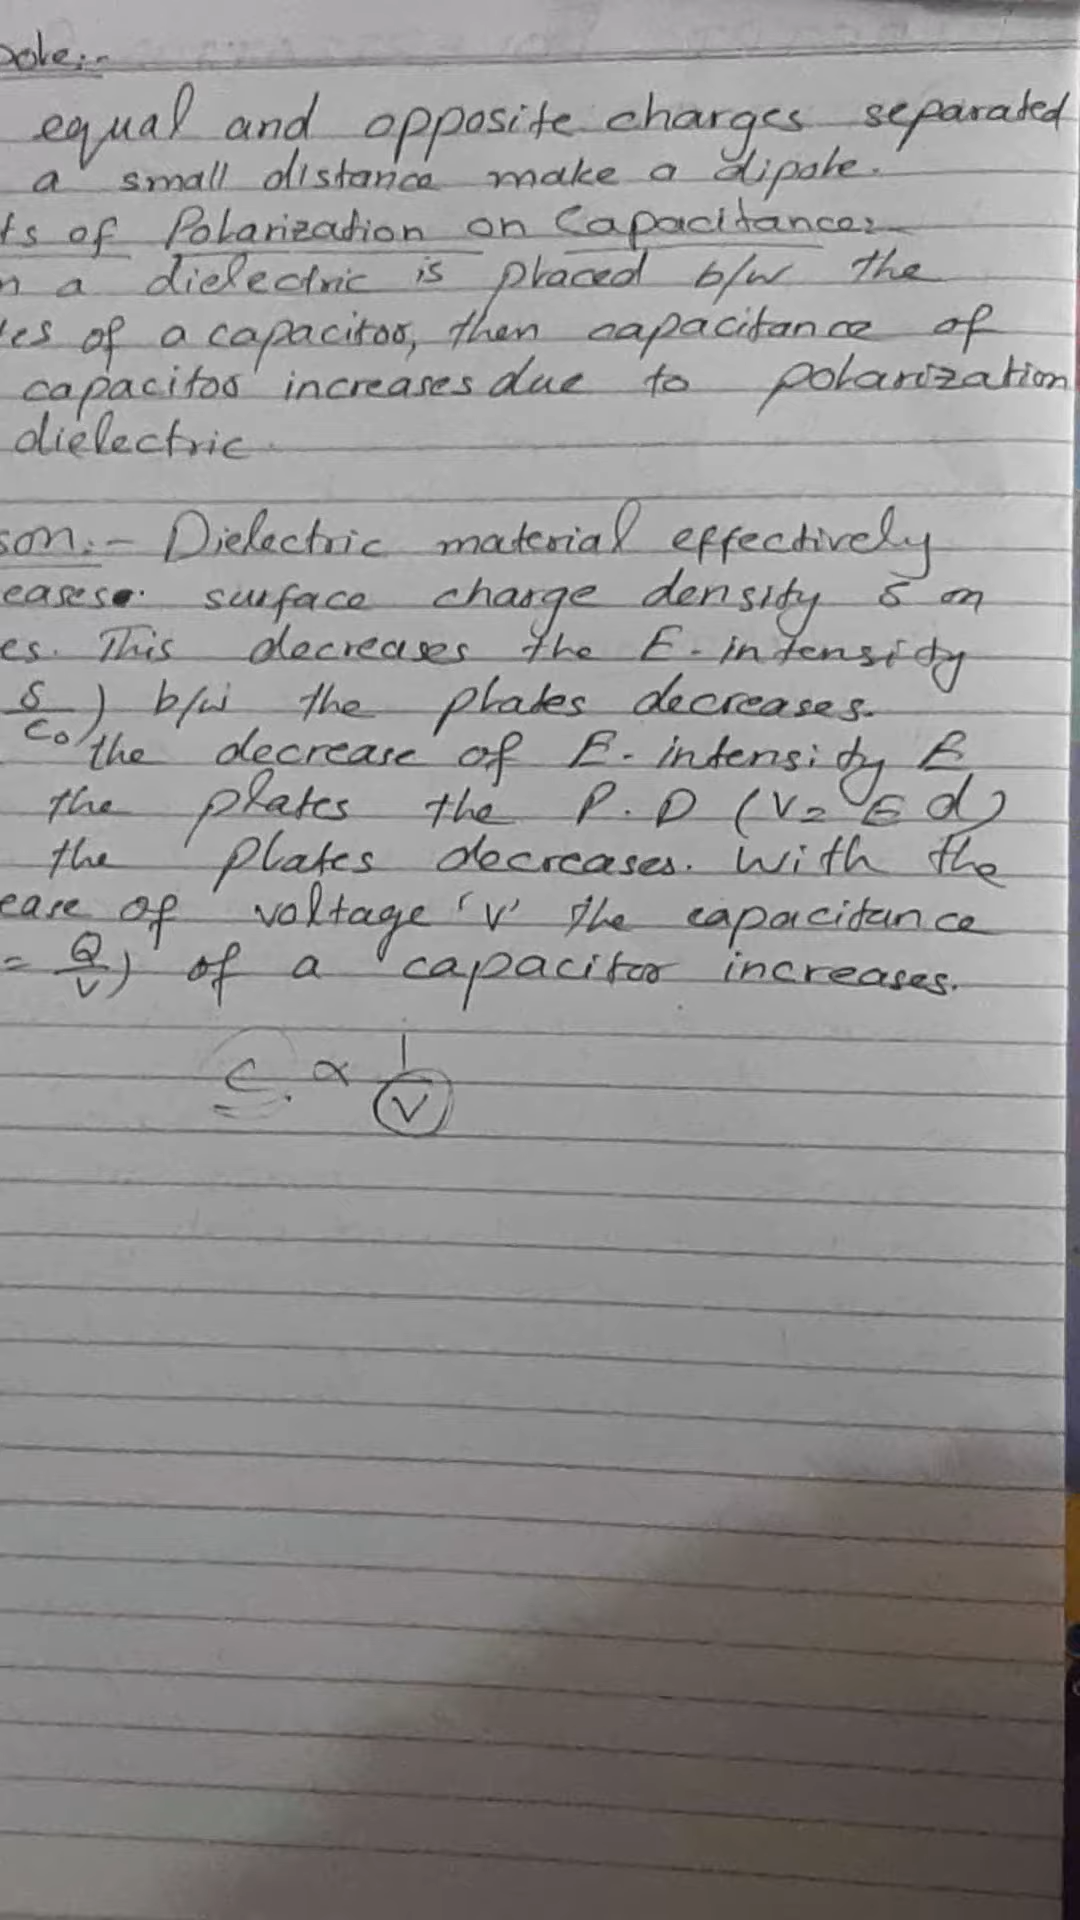 pole:-
equal and opposite charges separated
a small distance make a dipole.
ts of Polarization on Capacitance:
n a dielectric is placed b/w the
tes of a capacitor, then capacitance of
capacitor increases due to polarization
dielectric
son:- Dielectric material effectively
eases surface charge density δ on
es. This decreases the E-intensity
δ/ε₀) b/w the plates decreases.
the decrease of E-intensity E
the plates the P.D (V= Ed)
the plates decreases. With the
ease of voltage 'V' the capacitance
= Q/V) of a capacitor increases.
C ∝ 1/V